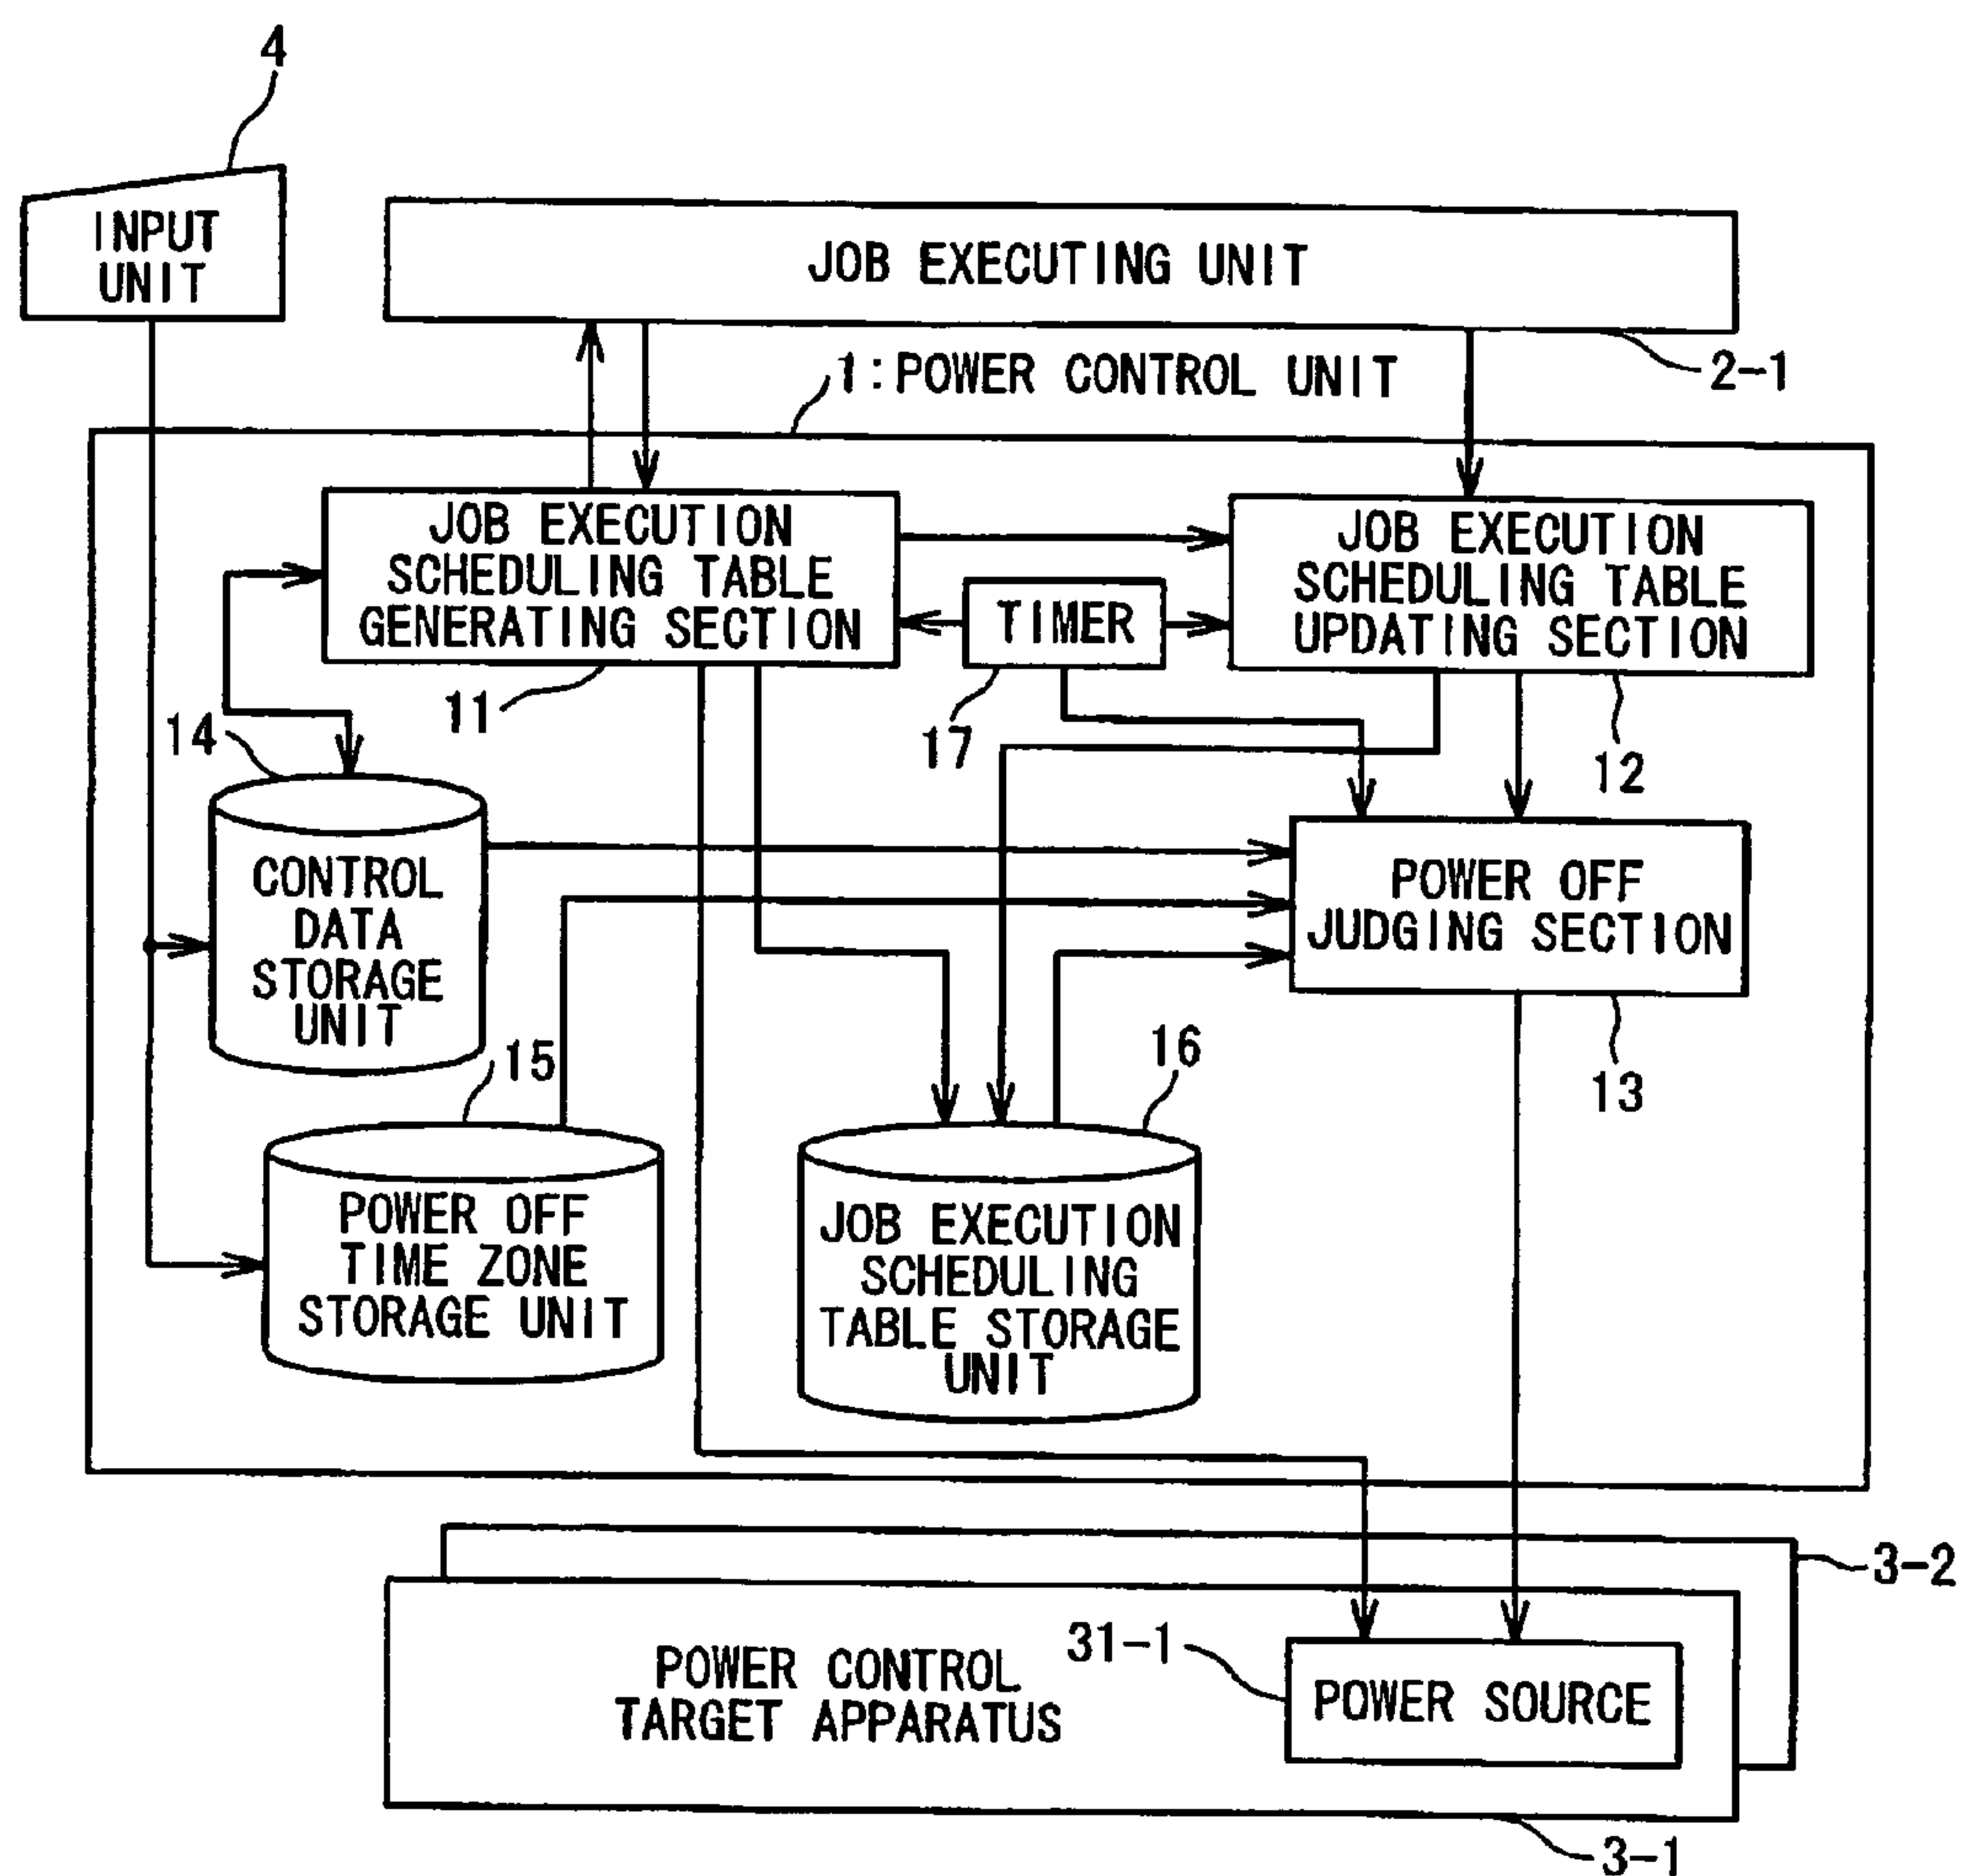 4
INPUT
UNIT
JOB EXECUTING UNIT
2-1
1:POWER CONTROL UNIT
JOB EXECUTION
SCHEDULING TABLE
GENERATING SECTION
11
TIMER
17
JOB EXECUTION
SCHEDULING TABLE
UPDATING SECTION
12
14
CONTROL
DATA
STORAGE
UNIT
POWER OFF
JUDGING SECTION
13
15
POWER OFF
TIME ZONE
STORAGE UNIT
16
JOB EXECUTION
SCHEDULING
TABLE STORAGE
UNIT
3-2
31-1
POWER CONTROL
TARGET APPARATUS
POWER SOURCE
3-1